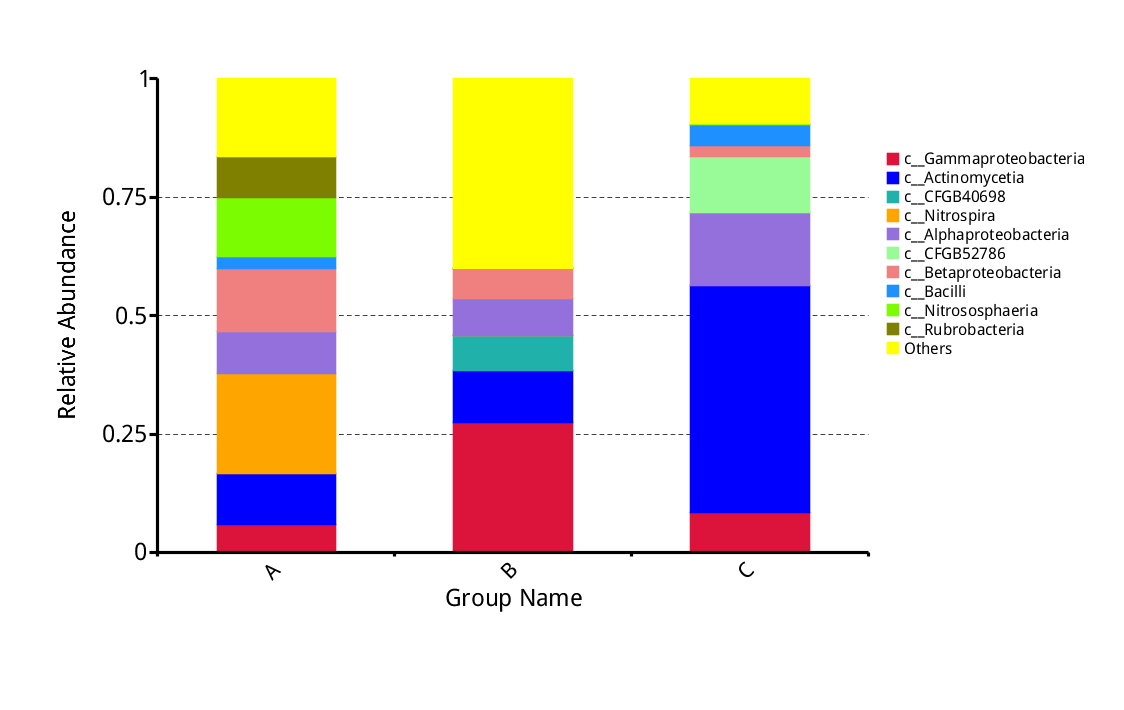 1
0.75
0.5
0.25
0
Relative Abundance
A
B
C
Group Name
c__Gammaproteobacteria
c__Actinomycetia
c__CFGB40698
c__Nitrospira
c__Alphaproteobacteria
c__CFGB52786
c__Betaproteobacteria
c__Bacilli
c__Nitrososphaeria
c__Rubrobacteria
Others